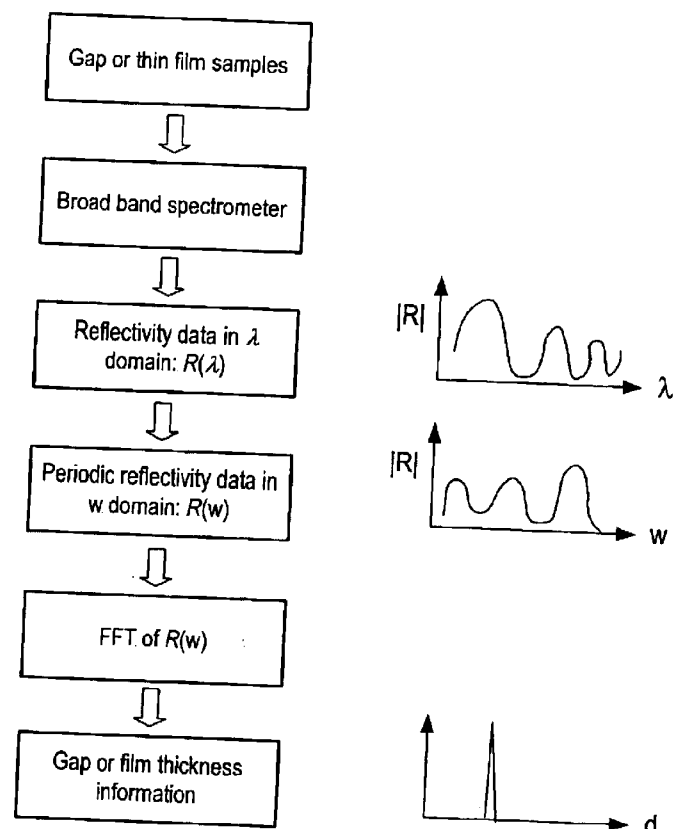 Gap or thin film samples
Broad band spectrometer
Reflectivity data in λ
domain: R(λ)
|R|
λ
Periodic reflectivity data in
w domain: R(w)
|R|
w
FFT of R(w)
Gap or film thickness
information
d